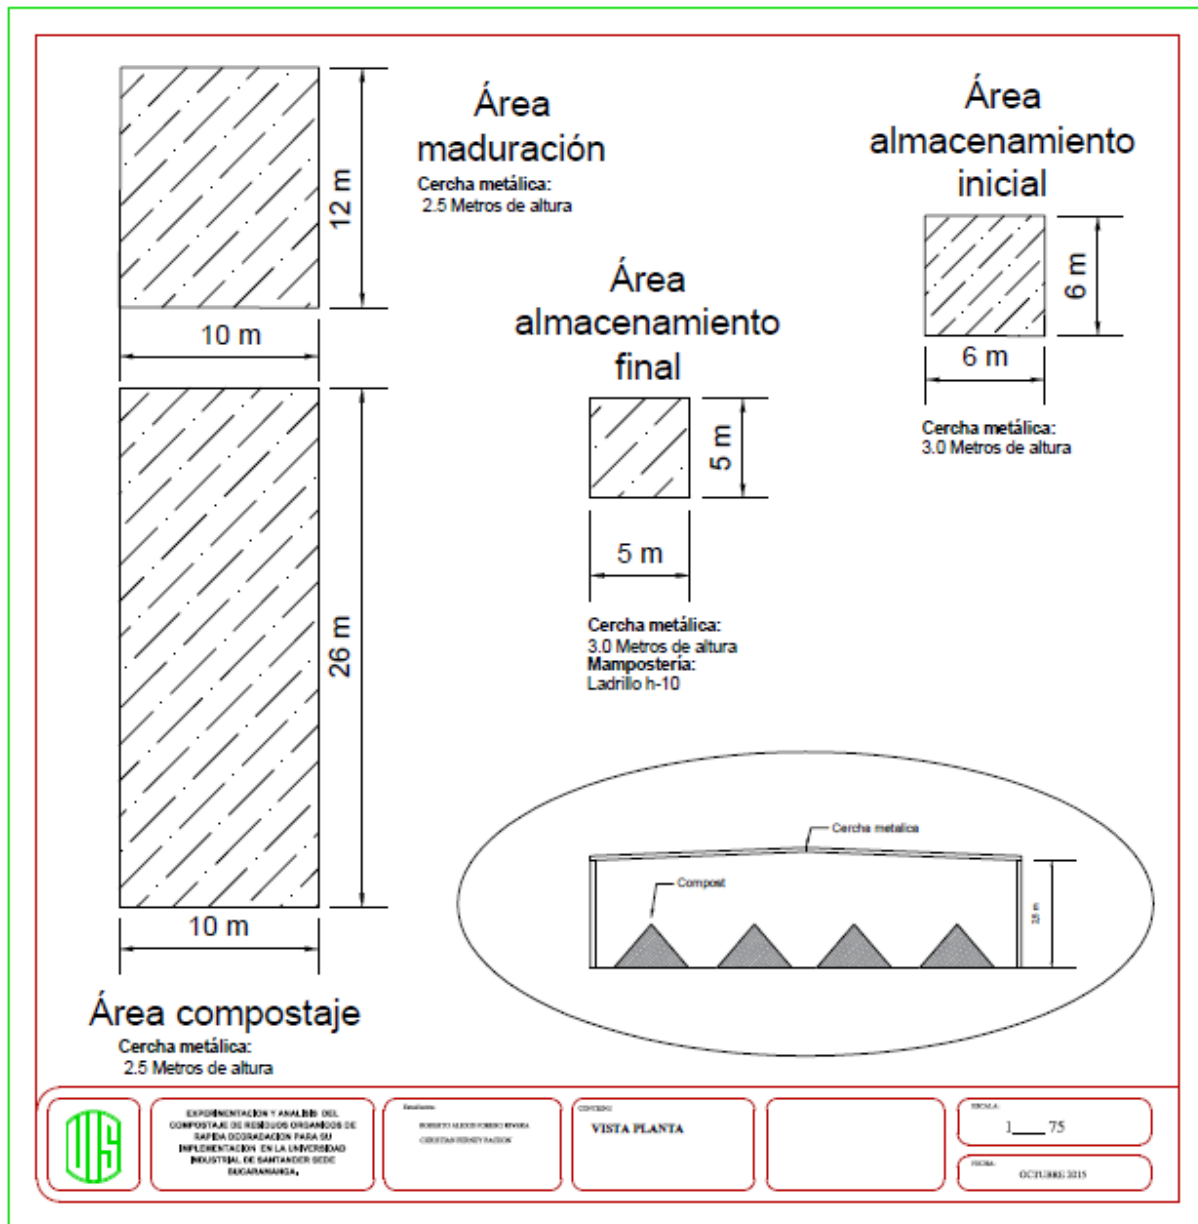 Área
maduración
Cercha metálica:
2.5 Metros de altura
12 m
10 m
Área
almacenamiento
inicial
6 m
6 m
Cercha metálica:
3.0 Metros de altura
Área
almacenamiento
final
5 m
5 m
Cercha metálica:
3.0 Metros de altura
Mampostería:
Ladrillo h-10
26 m
10 m
Área compostaje
Cercha metálica:
2.5 Metros de altura
Cercha metalica
Compost
EXPERIMENTACION Y ANALISIS DEL
COMPOSTAJE DE RESIDUOS ORGANICOS DE
RAPIDA DEGRADACION PARA SU
IMPLEMENTACION EN LA UNIVERSIDAD
INDUSTRIAL DE SANTANDER SEDE
BUCARAMANGA.
VISTA PLANTA
ESCALA:
1____ 75
FECHA:
OCTUBRE 2015